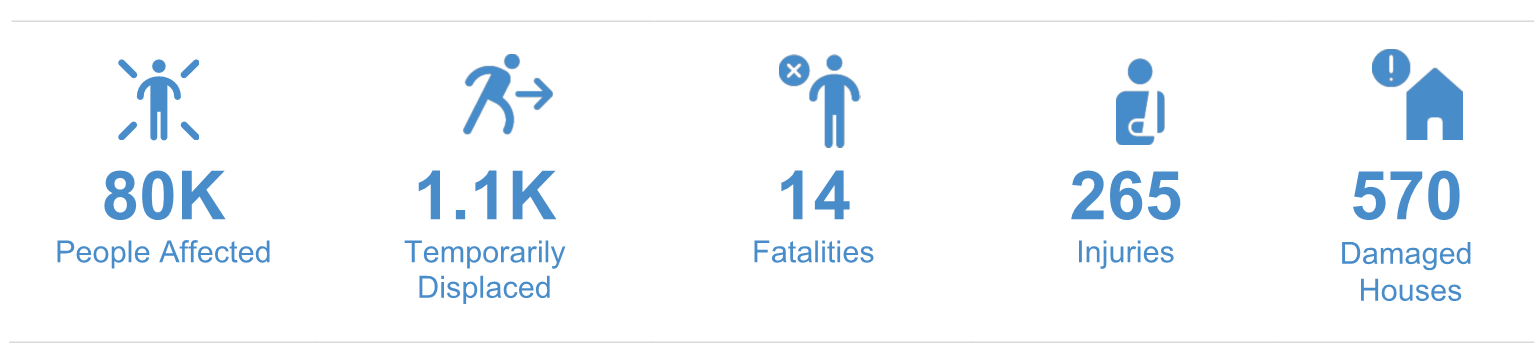 80K
People Affected
1.1K
Temporarily
Displaced
14
Fatalities
265
Injuries
570
Damaged
Houses